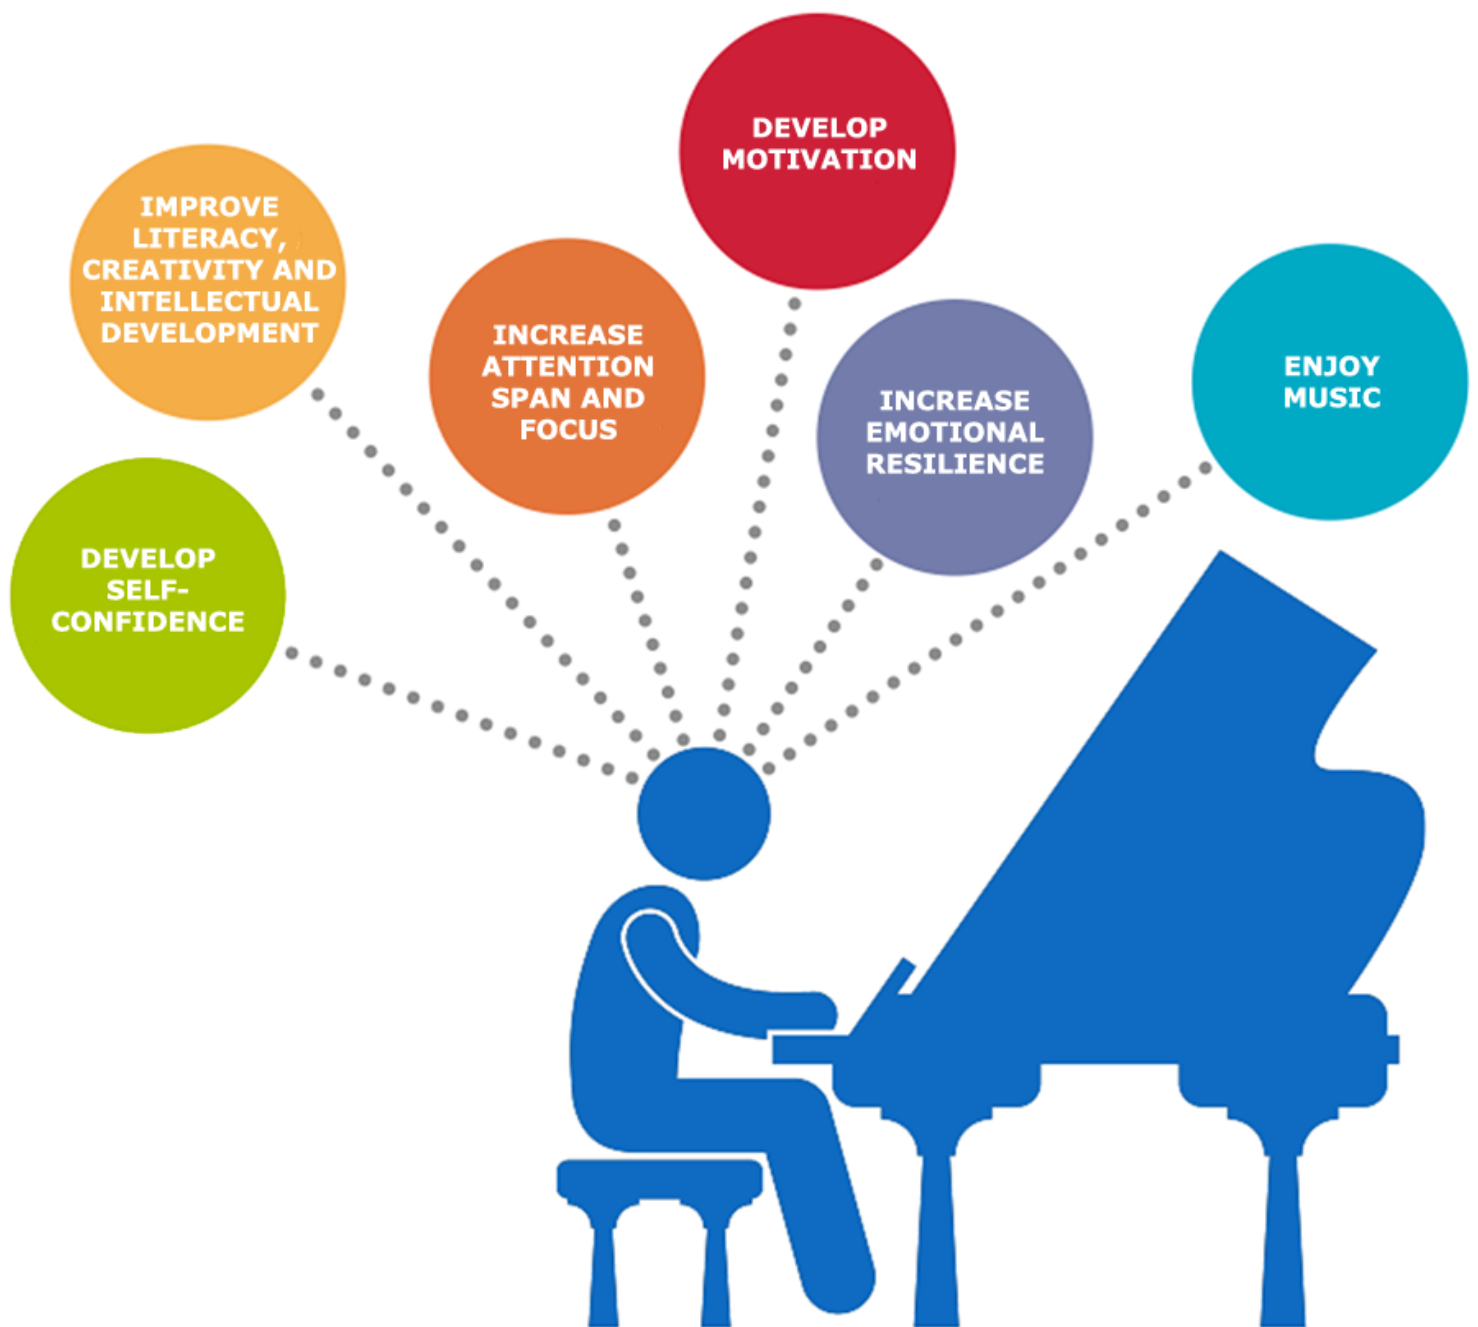 DEVELOP
SELF-
CONFIDENCE
IMPROVE
LITERACY,
CREATIVITY AND
INTELLECTUAL
DEVELOPMENT
INCREASE
ATTENTION
SPAN AND
FOCUS
DEVELOP
MOTIVATION
INCREASE
EMOTIONAL
RESILIENCE
ENJOY
MUSIC